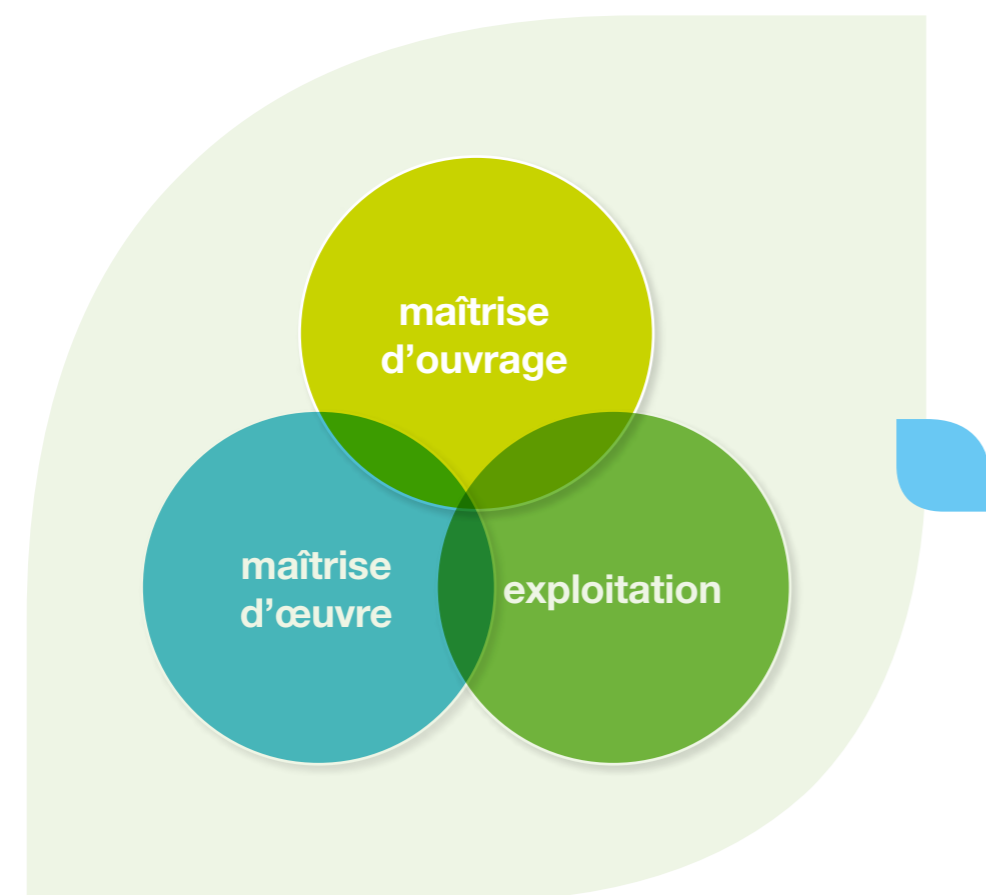 maîtrise
d’ouvrage
maîtrise
d’œuvre
exploitation